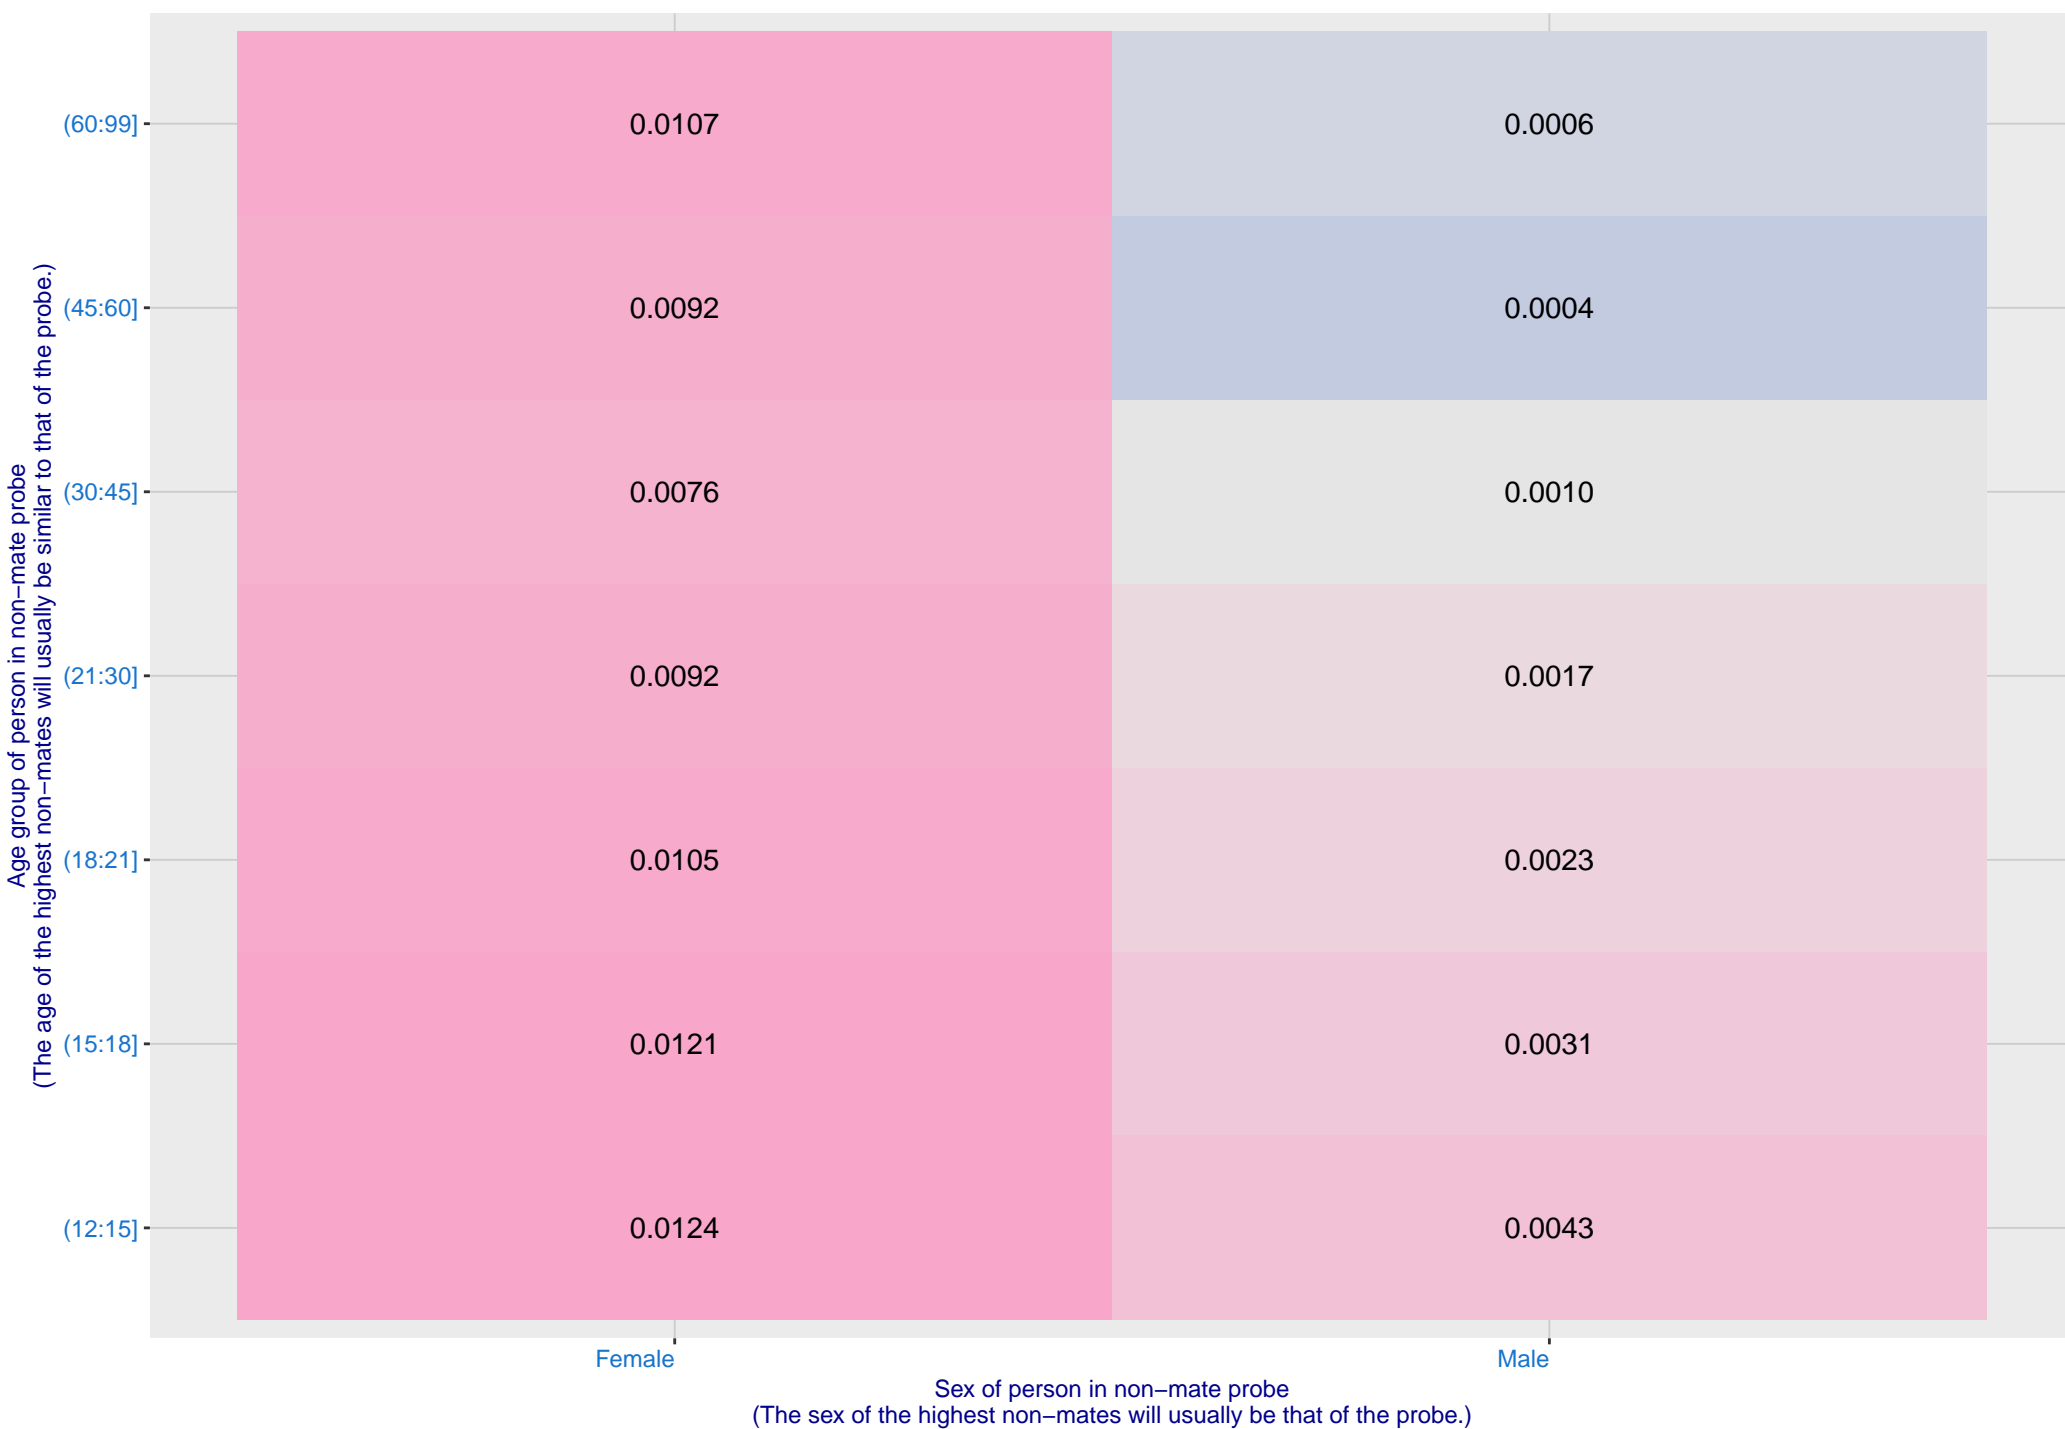 Age group of person in non−mate probe
(The age of the highest non−mates will usually be similar to that of the probe.)
(60:99] 0.0107 0.0006
(45:60] 0.0092 0.0004
(30:45] 0.0076 0.0010
(21:30] 0.0092 0.0017
(18:21] 0.0105 0.0023
(15:18] 0.0121 0.0031
(12:15] 0.0124 0.0043
Female Male
Sex of person in non−mate probe
(The sex of the highest non−mates will usually be that of the probe.)